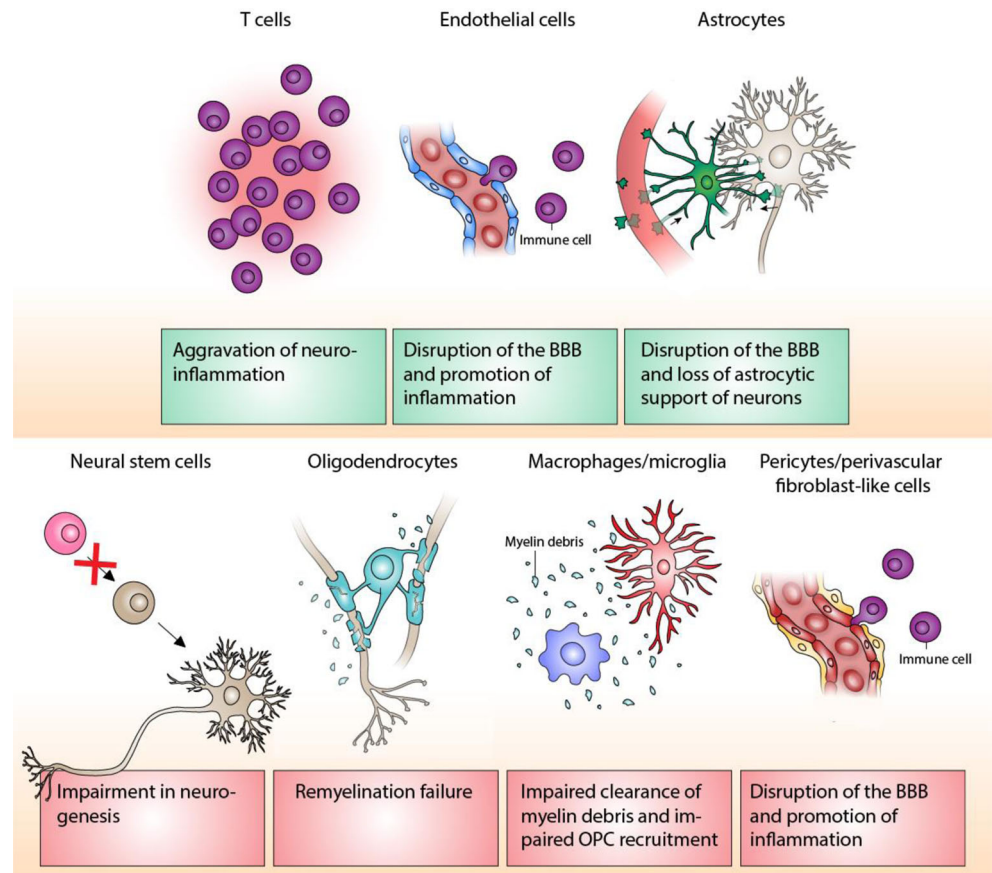 T cells
Endothelial cells
Astrocytes
Immune cell
Aggravation of neuro-
inflammation
Disruption of the BBB
and promotion of
inflammation
Disruption of the BBB
and loss of astrocytic
support of neurons
Neural stem cells
Oligodendrocytes
Macrophages/microglia
Pericytes/perivascular
fibroblast-like cells
Myelin debris
Immune cell
Impairment in neuro-
genesis
Remyelination failure
Impaired clearance of
myelin debris and im-
paired OPC recruitment
Disruption of the BBB
and promotion of
inflammation